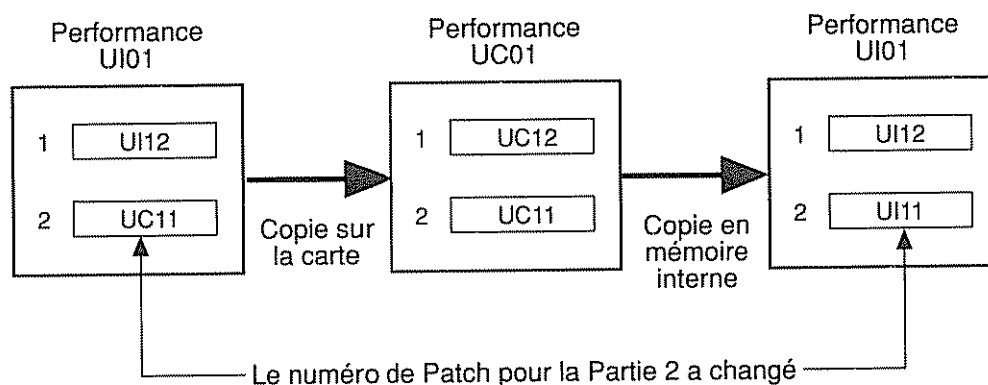 Performance
UI01
1 UI12
2 UC11
Copie sur
la carte
Performance
UC01
1 UC12
2 UC11
Copie en
mémoire
interne
Performance
UI01
1 UI12
2 UI11
Le numéro de Patch pour la Partie 2 a changé